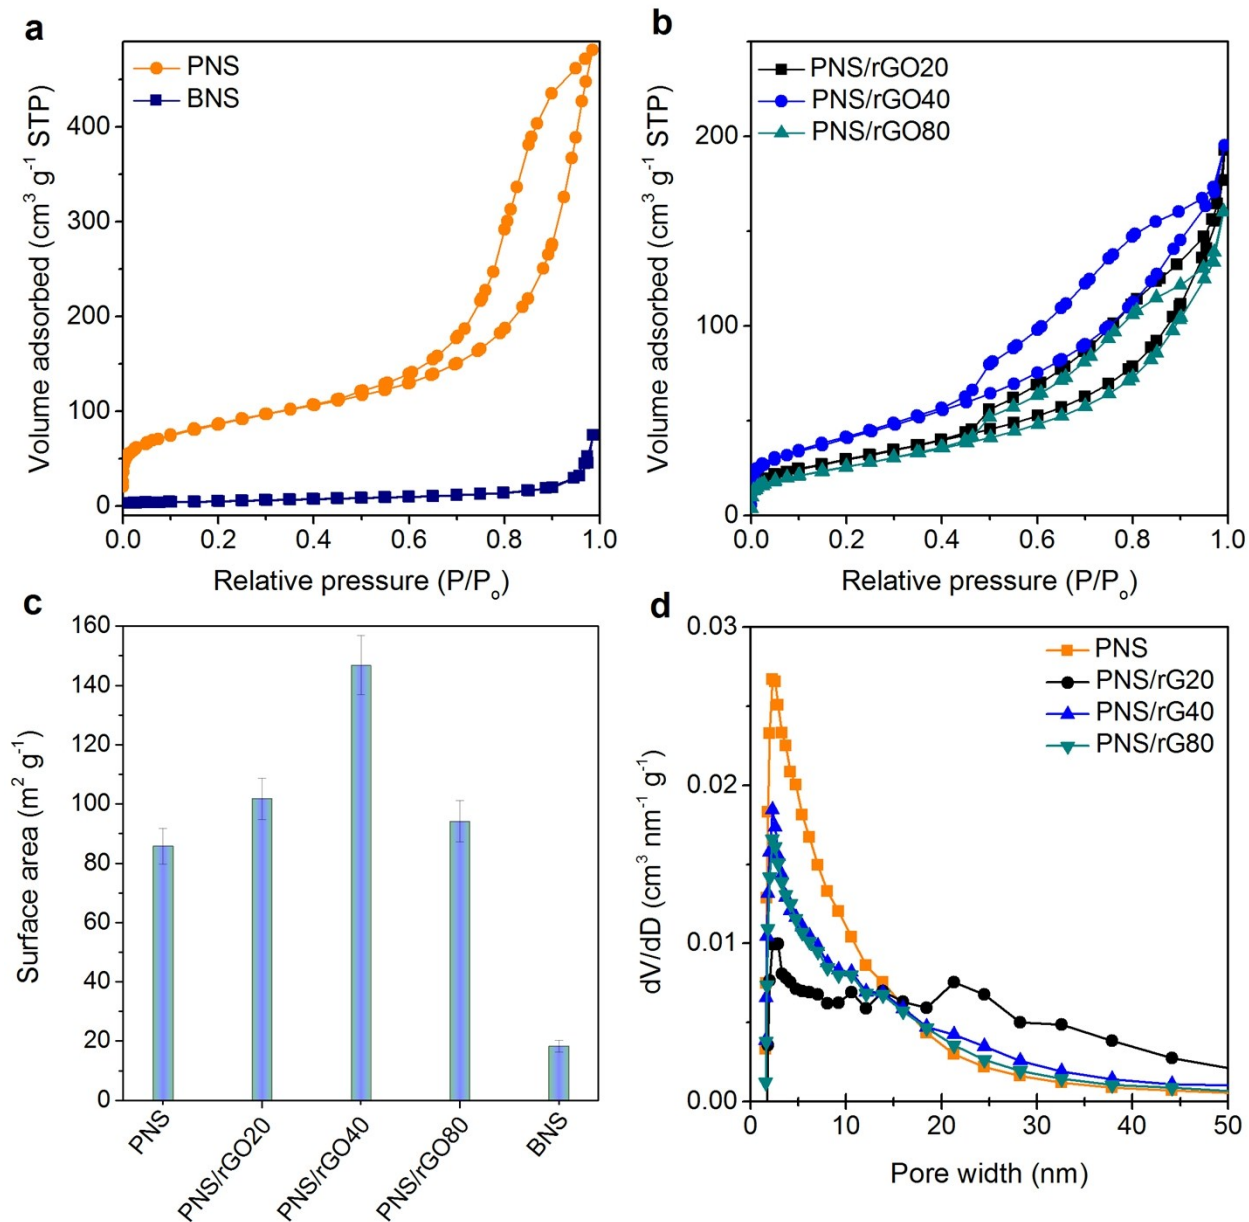 a
PNS
BNS
Volume adsorbed (cm³ g⁻¹ STP)
400
300
200
100
0
0.0 0.2 0.4 0.6 0.8 1.0
Relative pressure (P/Pₒ)
b
PNS/rGO20
PNS/rGO40
PNS/rGO80
Volume adsorbed (cm³ g⁻¹ STP)
200
100
0
0.0 0.2 0.4 0.6 0.8 1.0
Relative pressure (P/Pₒ)
c
Surface area (m² g⁻¹)
160
140
120
100
80
60
40
20
0
PNS
PNS/rGO20
PNS/rGO40
PNS/rGO80
BNS
d
PNS
PNS/rG20
PNS/rG40
PNS/rG80
dV/dD (cm³ nm⁻¹ g⁻¹)
0.03
0.02
0.01
0.00
0 10 20 30 40 50
Pore width (nm)